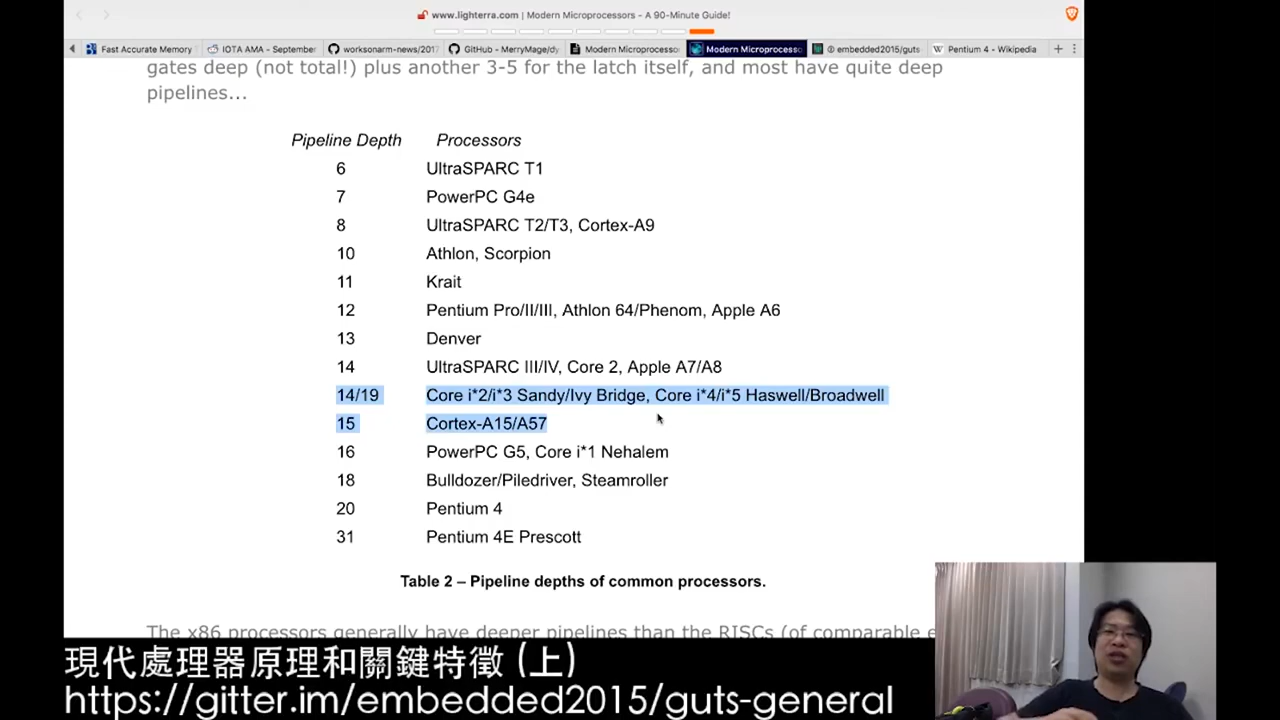 www.lighterra.com | Modern Microprocessors - A 90-Minute Guide!
Fast Accurate Memory IOTA AMA - September worksonarm-news/2017 GitHub - MerryMage/dy Modern Microprocesso Modern Microprocesso @ embedded2015/guts Pentium 4 - Wikipedia
gates deep (not total!) plus another 3-5 for the latch itself, and most have quite deep
pipelines...
Pipeline Depth Processors
6 UltraSPARC T1
7 PowerPC G4e
8 UltraSPARC T2/T3, Cortex-A9
10 Athlon, Scorpion
11 Krait
12 Pentium Pro/II/III, Athlon 64/Phenom, Apple A6
13 Denver
14 UltraSPARC III/IV, Core 2, Apple A7/A8
14/19 Core i*2/i*3 Sandy/Ivy Bridge, Core i*4/i*5 Haswell/Broadwell
15 Cortex-A15/A57
16 PowerPC G5, Core i*1 Nehalem
18 Bulldozer/Piledriver, Steamroller
20 Pentium 4
31 Pentium 4E Prescott
Table 2 – Pipeline depths of common processors.
The x86 processors generally have deeper pipelines than the RISCs (of comparable
現代處理器原理和關鍵特徵 (上)
https://gitter.im/embedded2015/guts-general